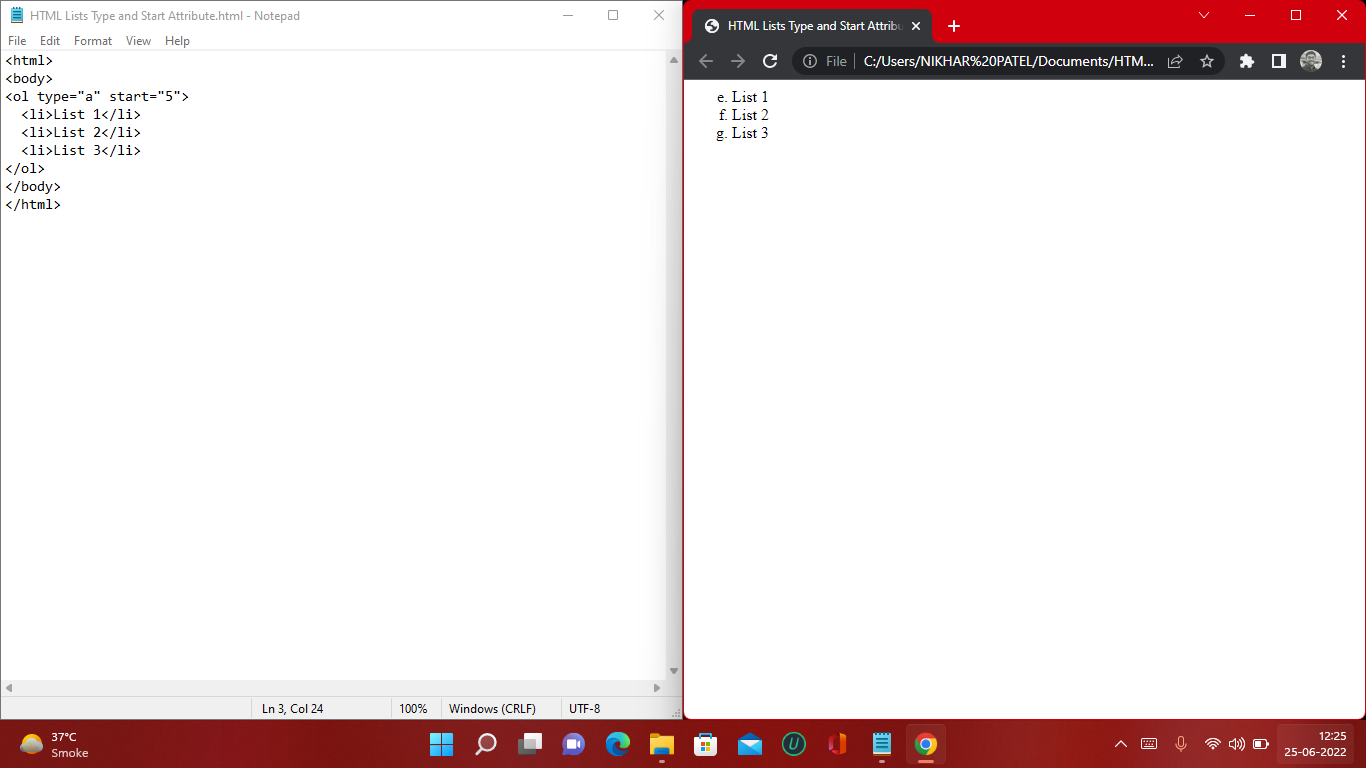 HTML Lists Type and Start Attribute.html - Notepad
File Edit Format View Help
<html>
<body>
<ol type="a" start="5">
  <li>List 1</li>
  <li>List 2</li>
  <li>List 3</li>
</ol>
</body>
</html>
Ln 3, Col 24 100% Windows (CRLF) UTF-8
HTML Lists Type and Start Attribu
File C:/Users/NIKHAR%20PATEL/Documents/HTM...
e. List 1
f. List 2
g. List 3
37°C
Smoke
12:25
25-06-2022